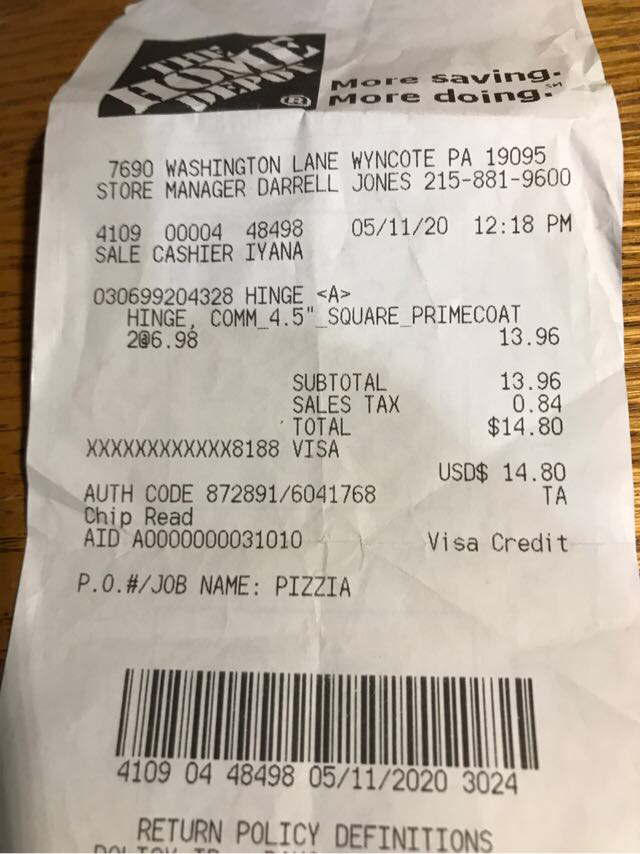 THE
HOME
DEPOT ®
More saving.
More doing.℠
7690 WASHINGTON LANE WYNCOTE PA 19095
STORE MANAGER DARRELL JONES 215-881-9600
4109 00004 48498 05/11/20 12:18 PM
SALE CASHIER IYANA
030699204328 HINGE <A>
HINGE, COMM_4.5"_SQUARE_PRIMECOAT
2@6.98 13.96
SUBTOTAL 13.96
SALES TAX 0.84
TOTAL $14.80
XXXXXXXXXXXX8188 VISA
USD$ 14.80
AUTH CODE 872891/6041768 TA
Chip Read
AID A0000000031010 Visa Credit
P.O.#/JOB NAME: PIZZIA
4109 04 48498 05/11/2020 3024
RETURN POLICY DEFINITIONS